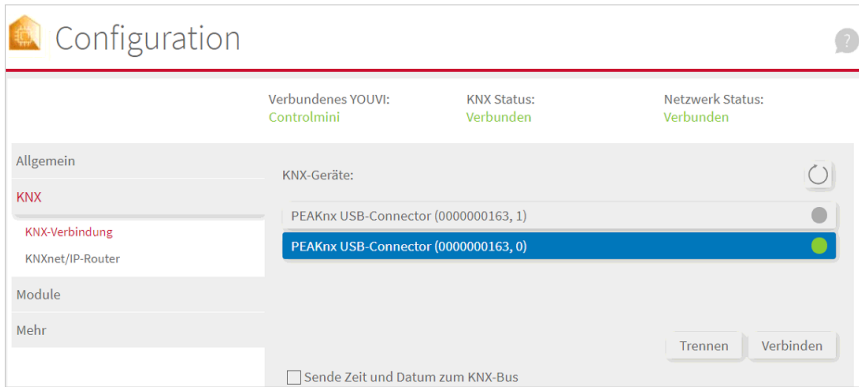 Configuration
?
Verbundenes YOUVI: KNX Status: Netzwerk Status:
Controlmini Verbunden Verbunden
Allgemein
KNX
KNX-Verbindung
KNXnet/IP-Router
Module
Mehr
KNX-Geräte:
PEAKnx USB-Connector (0000000163, 1)
PEAKnx USB-Connector (0000000163, 0)
Trennen Verbinden
Sende Zeit und Datum zum KNX-Bus